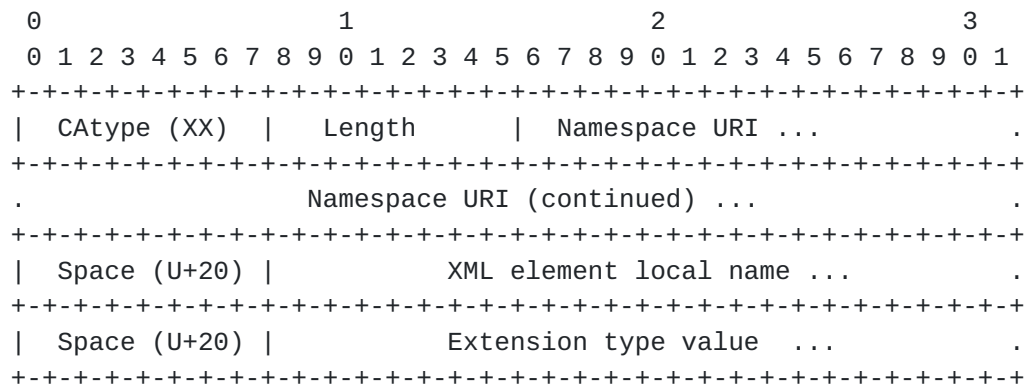 0                   1                   2                   3
 0 1 2 3 4 5 6 7 8 9 0 1 2 3 4 5 6 7 8 9 0 1 2 3 4 5 6 7 8 9 0 1
+-+-+-+-+-+-+-+-+-+-+-+-+-+-+-+-+-+-+-+-+-+-+-+-+-+-+-+-+-+-+-+-+
|  CAtype (XX)  |   Length      |  Namespace URI ...            .
+-+-+-+-+-+-+-+-+-+-+-+-+-+-+-+-+-+-+-+-+-+-+-+-+-+-+-+-+-+-+-+-+
.                  Namespace URI (continued) ...                .
+-+-+-+-+-+-+-+-+-+-+-+-+-+-+-+-+-+-+-+-+-+-+-+-+-+-+-+-+-+-+-+-+
|  Space (U+20) |           XML element local name ...          .
+-+-+-+-+-+-+-+-+-+-+-+-+-+-+-+-+-+-+-+-+-+-+-+-+-+-+-+-+-+-+-+-+
|  Space (U+20) |           Extension type value  ...           .
+-+-+-+-+-+-+-+-+-+-+-+-+-+-+-+-+-+-+-+-+-+-+-+-+-+-+-+-+-+-+-+-+